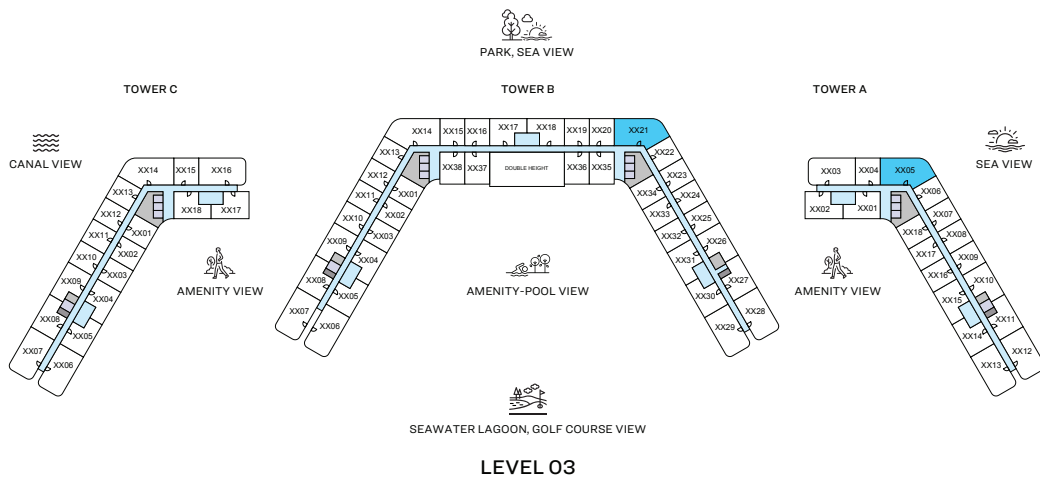 PARK, SEA VIEW
TOWER C
TOWER B
TOWER A
CANAL VIEW
SEA VIEW
XX14
XX15
XX16
XX13
XX12
XX11
XX10
XX09
XX08
XX07
XX18
XX17
XX01
XX02
XX03
XX04
XX05
XX06
AMENITY VIEW
XX14
XX15
XX16
XX17
XX18
XX19
XX20
XX21
XX13
XX12
XX11
XX10
XX09
XX08
XX07
XX38
XX37
DOUBLE HEIGHT
XX36
XX35
XX01
XX02
XX03
XX04
XX05
XX06
XX22
XX23
XX24
XX25
XX26
XX27
XX28
XX34
XX33
XX32
XX31
XX30
XX29
AMENITY-POOL VIEW
XX03
XX04
XX05
XX02
XX01
XX06
XX07
XX08
XX09
XX10
XX11
XX12
XX18
XX17
XX16
XX15
XX14
XX13
AMENITY VIEW
SEAWATER LAGOON, GOLF COURSE VIEW
LEVEL 03